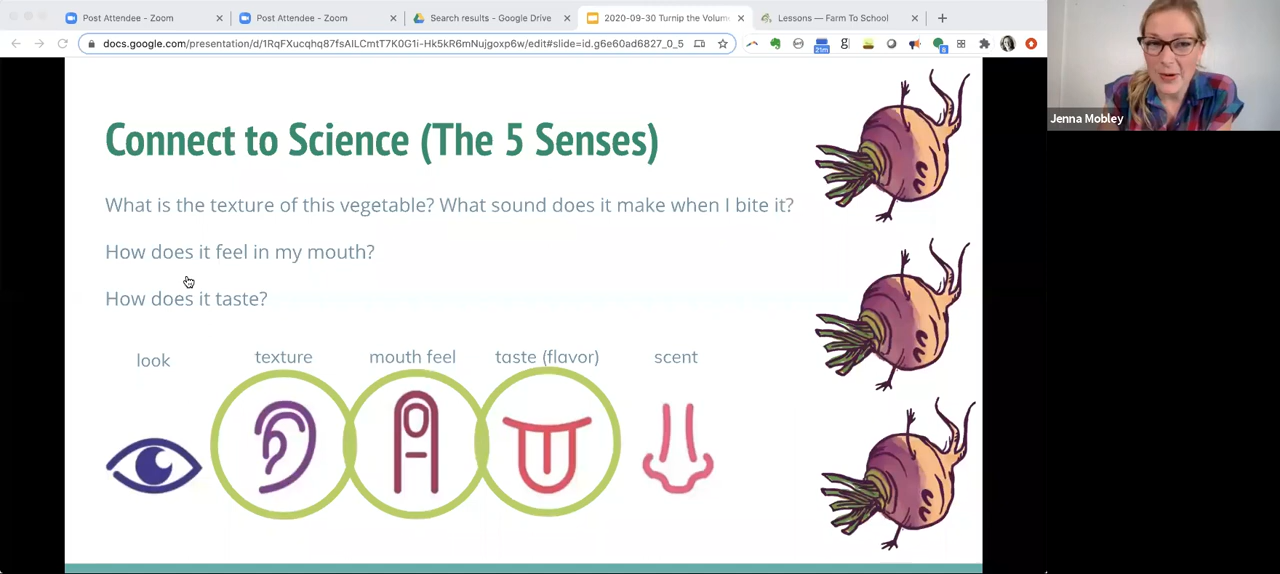 Post Attendee - Zoom
Post Attendee - Zoom
Search results - Google Drive
2020-09-30 Turnip the Volum
Lessons — Farm To School
docs.google.com/presentation/d/1RqFXucqhq87fsAILCmtT7K0G1i-Hk5kR6mNujgoxp6w/edit#slide=id.g6e60ad6827_0_5
21m
g
8
Jenna Mobley
Connect to Science (The 5 Senses)
What is the texture of this vegetable? What sound does it make when I bite it?
How does it feel in my mouth?
How does it taste?
look
texture
mouth feel
taste (flavor)
scent